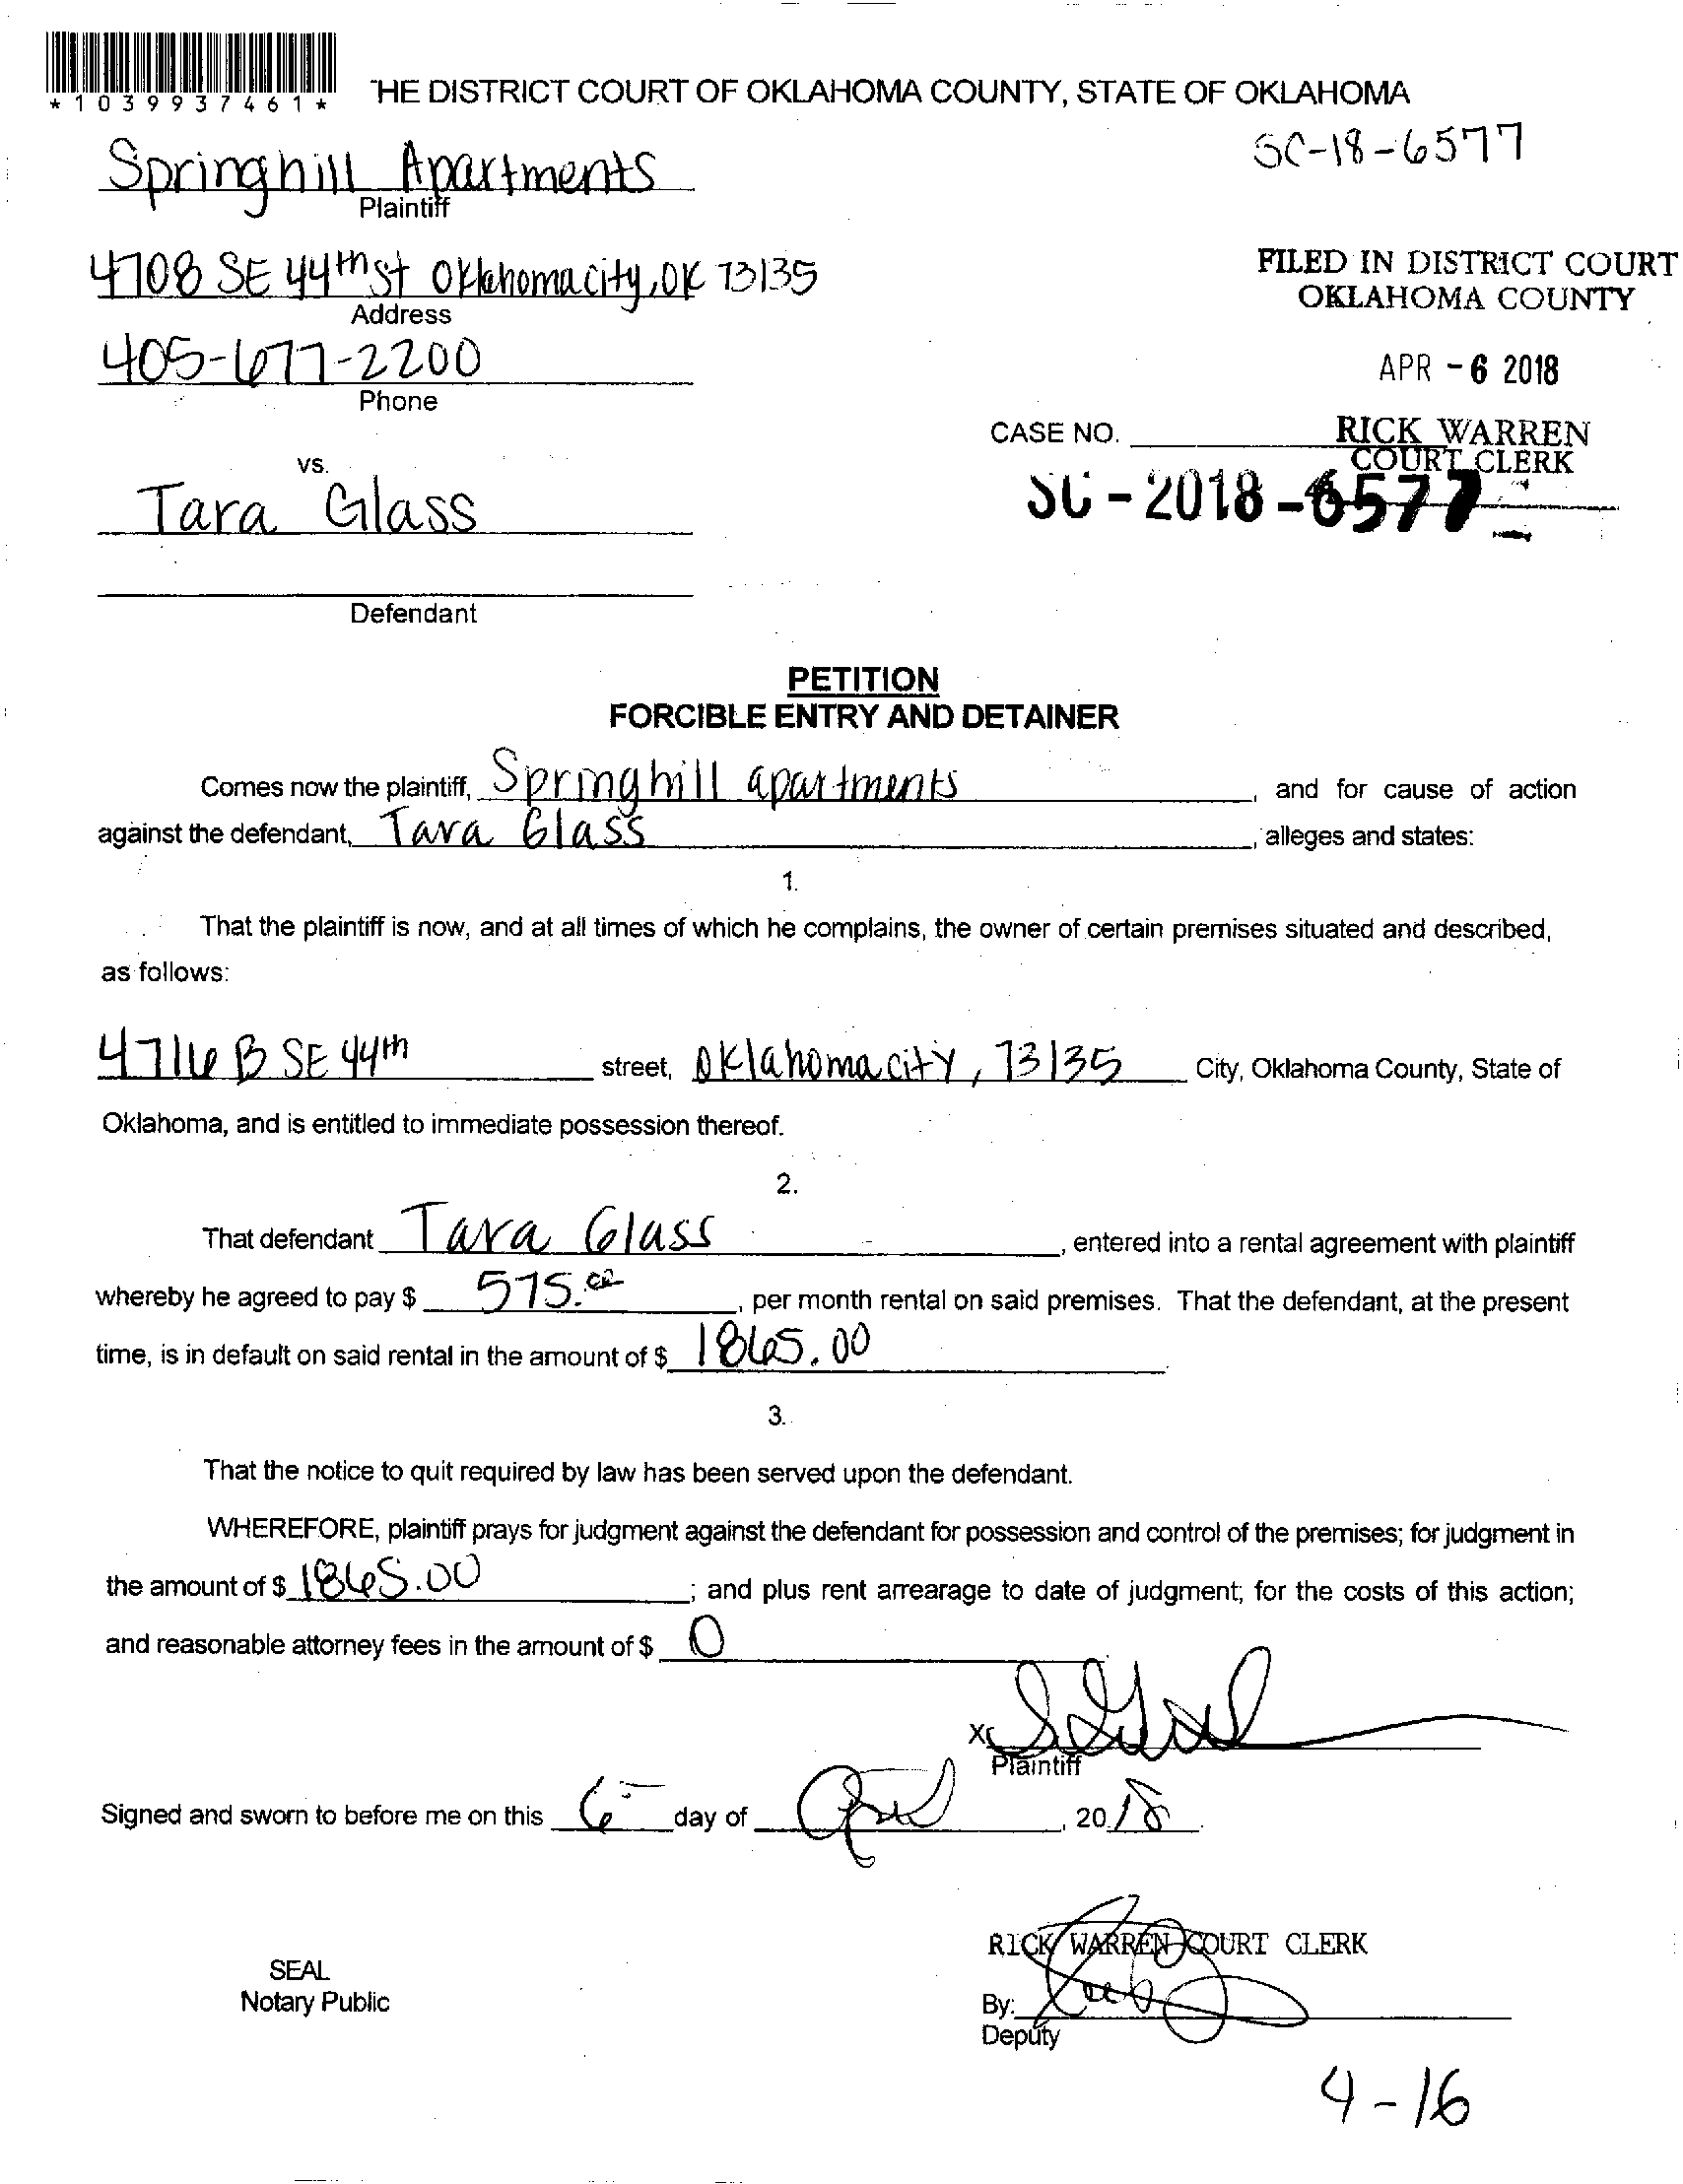 *1039937461*
THE DISTRICT COURT OF OKLAHOMA COUNTY, STATE OF OKLAHOMA
SC-18-6577
Springhill Apartments
Plaintiff
4708 SE 44th St Oklahoma City, OK 73135
Address
FILED IN DISTRICT COURT
OKLAHOMA COUNTY
405-677-2200
Phone
APR -6 2018
RICK WARREN
COURT CLERK
CASE NO.
SC-2018-6577
vs.
Tara Glass
Defendant
PETITION
FORCIBLE ENTRY AND DETAINER
Comes now the plaintiff, Springhill apartments, and for cause of action
against the defendant, Tara Glass, alleges and states:
1.
That the plaintiff is now, and at all times of which he complains, the owner of certain premises situated and described,
as follows:
4716 B SE 44th street, Oklahoma city, 73135 City, Oklahoma County, State of
Oklahoma, and is entitled to immediate possession thereof.
2.
That defendant Tara Glass, entered into a rental agreement with plaintiff
whereby he agreed to pay $ 575.00, per month rental on said premises. That the defendant, at the present
time, is in default on said rental in the amount of $ 1865.00
3.
That the notice to quit required by law has been served upon the defendant.
WHEREFORE, plaintiff prays for judgment against the defendant for possession and control of the premises; for judgment in
the amount of $ 1865.00; and plus rent arrearage to date of judgment; for the costs of this action;
and reasonable attorney fees in the amount of $ 0
X
Plaintiff
Signed and sworn to before me on this 6 day of April, 2018.
RICK WARREN COURT CLERK
SEAL
Notary Public
By:
Deputy
4-16